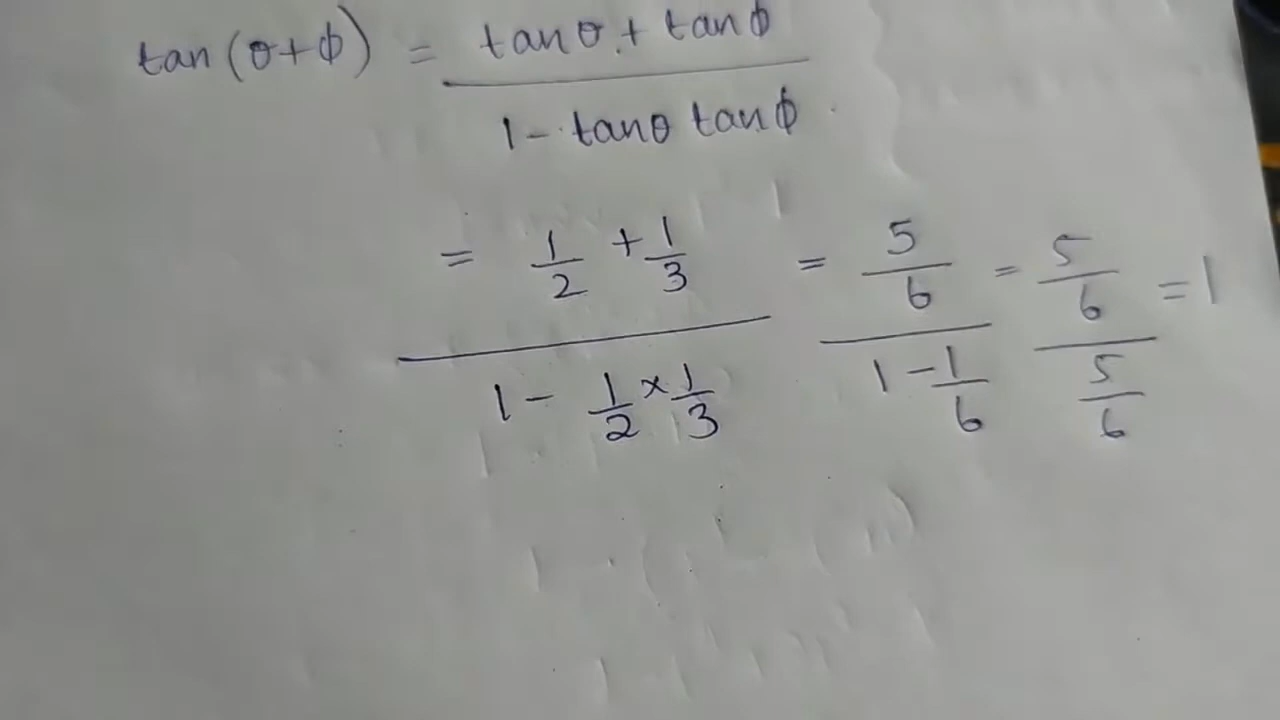 tan(θ+ϕ) = tanθ + tanϕ
1 - tanθ tanϕ
= 1/2 + 1/3 = 5/6 = 5/6 = 1
1 - 1/2 × 1/3 1 - 1/6 5/6